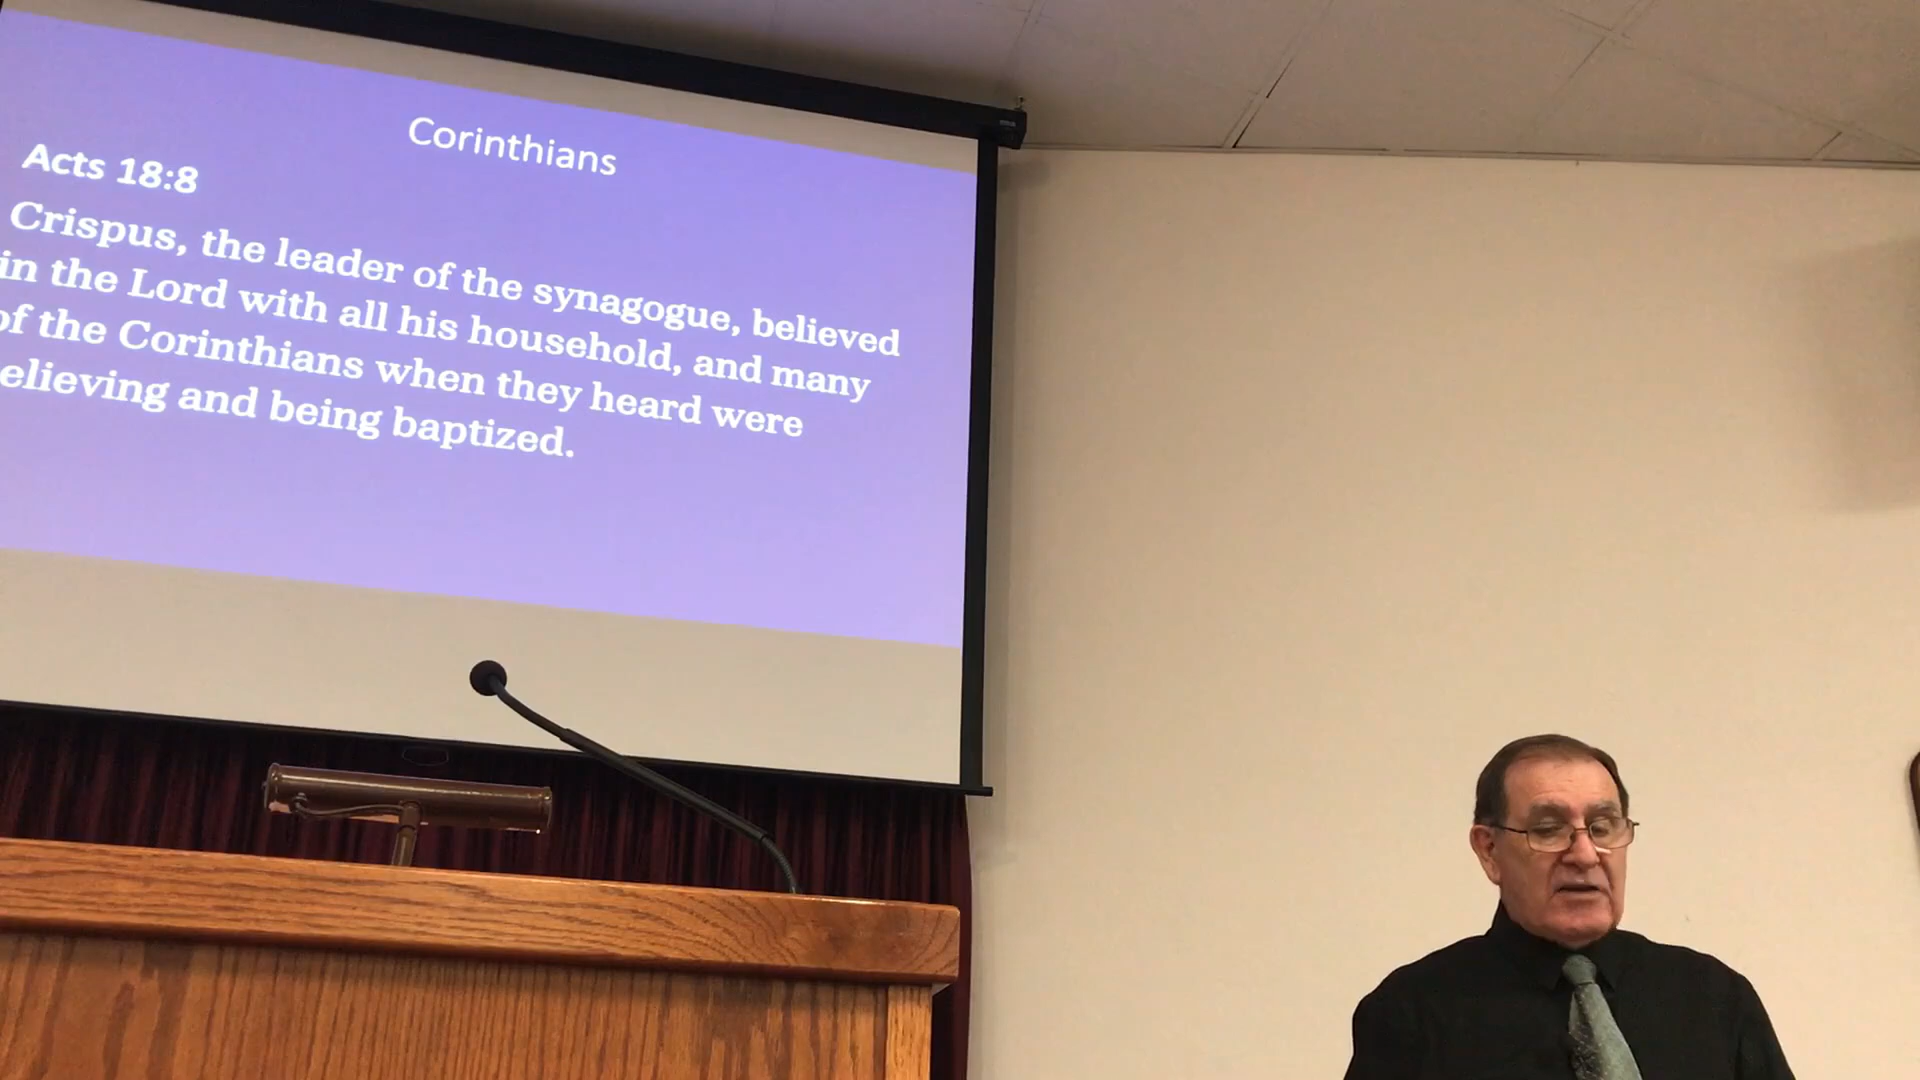 Corinthians
Acts 18:8
Crispus, the leader of the synagogue, believed
in the Lord with all his household, and many
of the Corinthians when they heard were
elieving and being baptized.